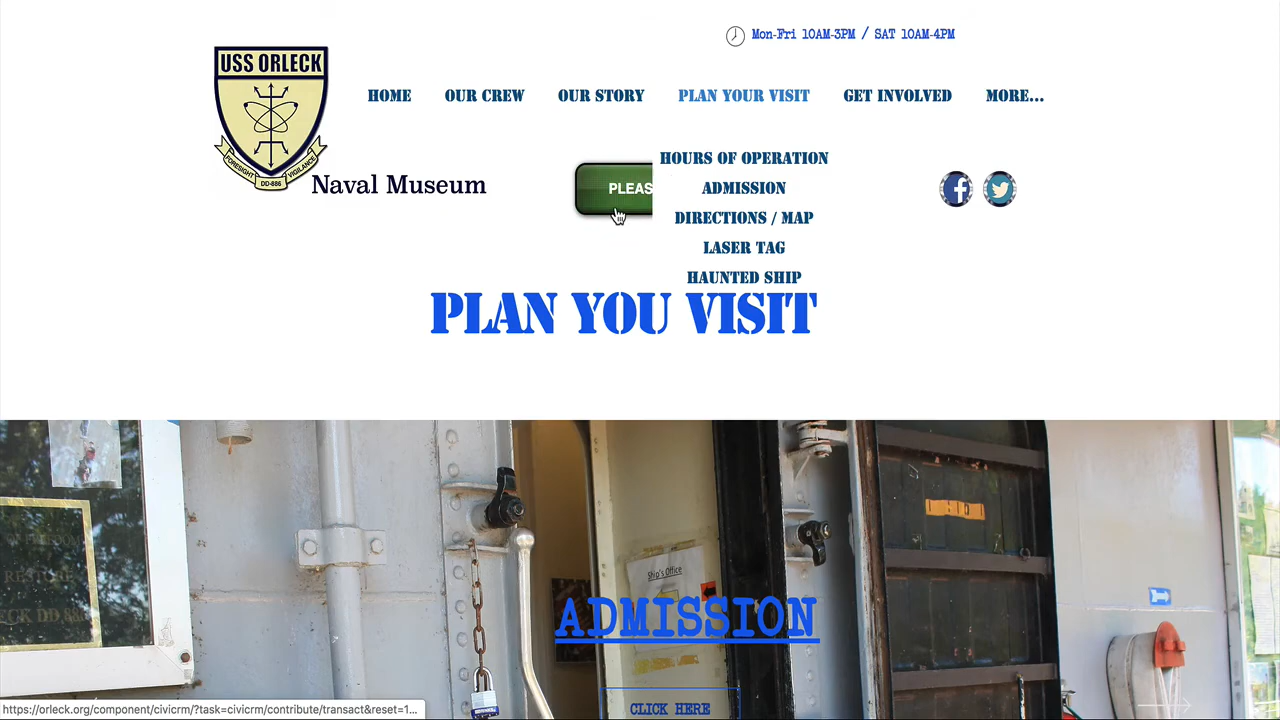 Mon-Fri 10AM-3PM / SAT 10AM-4PM
USS ORLECK
FORESIGHT
VIGILANCE
DD-886
Naval Museum
HOME
OUR CREW
OUR STORY
PLAN YOUR VISIT
GET INVOLVED
MORE...
HOURS OF OPERATION
ADMISSION
DIRECTIONS / MAP
LASER TAG
HAUNTED SHIP
PLEAS
PLAN YOU VISIT
Ship's Office
ADMISSION
CLICK HERE
https://orleck.org/component/civicrm/?task=civicrm/contribute/transact&reset=1...